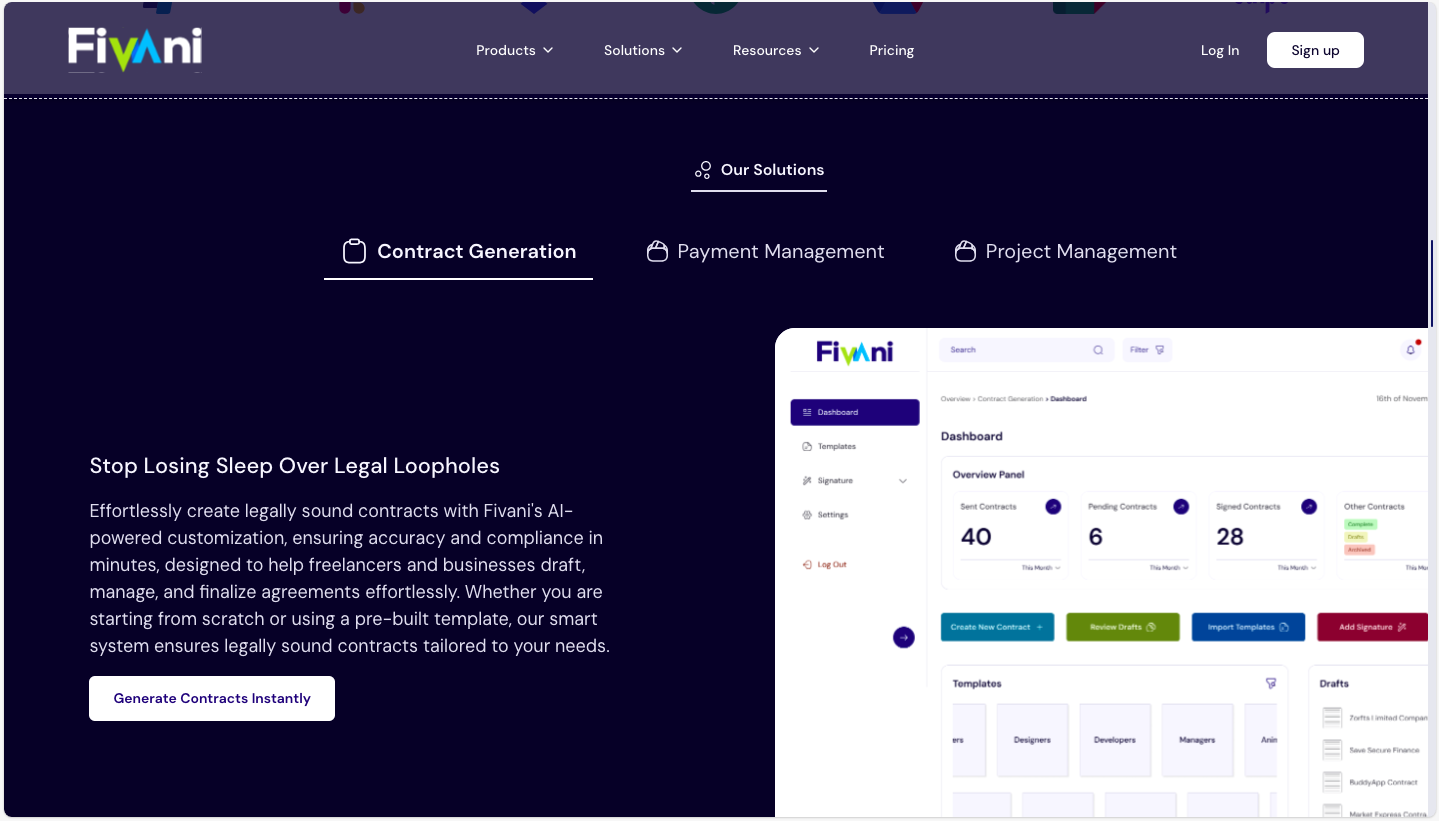 Fivani
Products
Solutions
Resources
Pricing
Log In
Sign up
Our Solutions
Contract Generation
Payment Management
Project Management
Stop Losing Sleep Over Legal Loopholes
Effortlessly create legally sound contracts with Fivani's AI-
powered customization, ensuring accuracy and compliance in
minutes, designed to help freelancers and businesses draft,
manage, and finalize agreements effortlessly. Whether you are
starting from scratch or using a pre-built template, our smart
system ensures legally sound contracts tailored to your needs.
Generate Contracts Instantly
Fivani
Search
Filter
Dashboard
Templates
Signature
Settings
Log Out
Overview > Contract Generation > Dashboard
16th of Novem
Dashboard
Overview Panel
Sent Contracts
40
This Month
Pending Contracts
6
This Month
Signed Contracts
28
This Month
Other Contracts
Complete
Drafts
Archived
This Mo
Create New Contract +
Review Drafts
Import Templates
Add Signature
Templates
ers
Designers
Developers
Managers
Anim
Drafts
Zorfts Limited Compan
Save Secure Finance
BuddyApp Contract
Market Express Contra